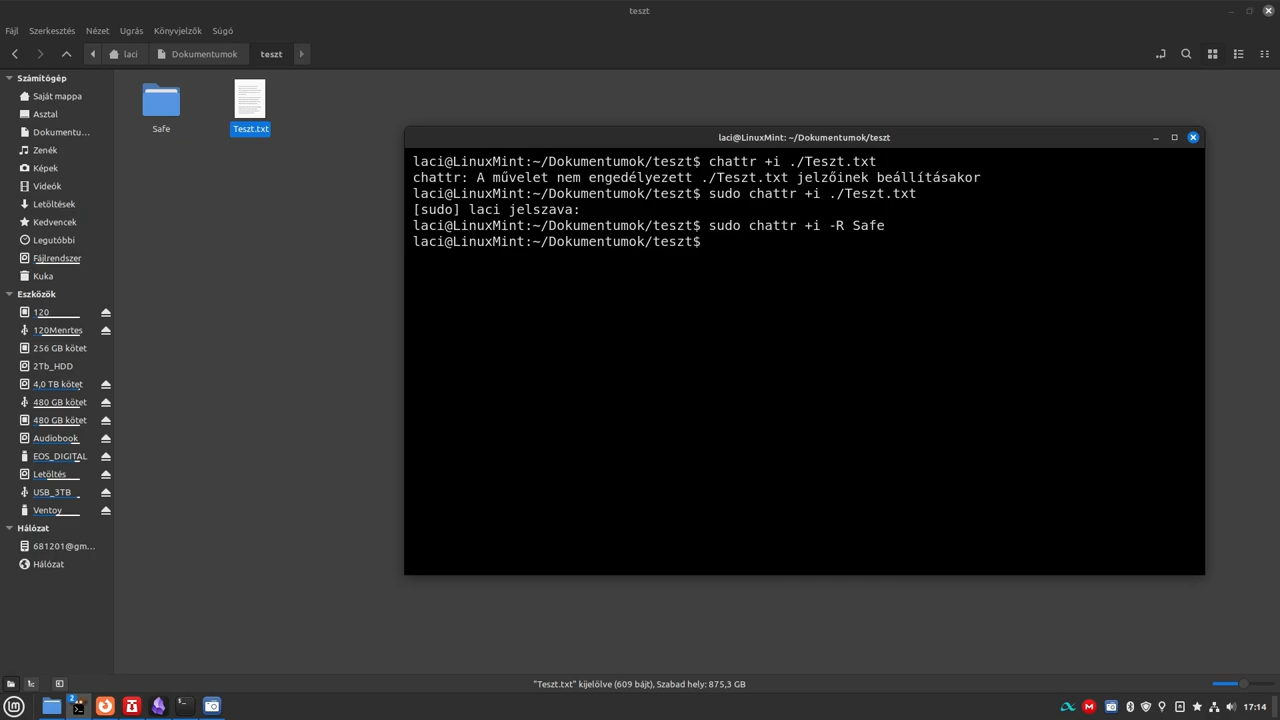 teszt
Fájl Szerkesztés Nézet Ugrás Könyvjelzők Súgó
laci Dokumentumok teszt
Számítógép
Saját mappa
Asztal
Dokumentu...
Zenék
Képek
Videók
Letöltések
Kedvencek
Legutóbbi
Fájlrendszer
Kuka
Eszközök
120
120Menrtes
256 GB kötet
2Tb_HDD
4,0 TB kötet
480 GB kötet
480 GB kötet
Audiobook
EOS_DIGITAL
Letöltés
USB_3TB
Ventoy
Hálózat
681201@gm...
Hálózat
Safe
Teszt.txt
laci@LinuxMint: ~/Dokumentumok/teszt
laci@LinuxMint:~/Dokumentumok/teszt$ chattr +i ./Teszt.txt
chattr: A művelet nem engedélyezett ./Teszt.txt jelzőinek beállításakor
laci@LinuxMint:~/Dokumentumok/teszt$ sudo chattr +i ./Teszt.txt
[sudo] laci jelszava:
laci@LinuxMint:~/Dokumentumok/teszt$ sudo chattr +i -R Safe
laci@LinuxMint:~/Dokumentumok/teszt$
"Teszt.txt" kijelölve (609 bájt), Szabad hely: 875,3 GB
2
17:14